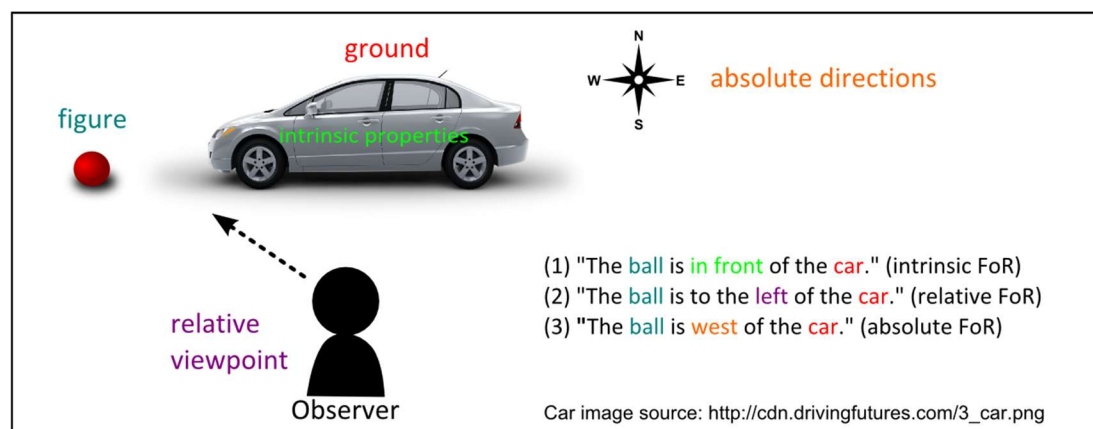 ground
figure
intrinsic properties
N
W
E
S
absolute directions
relative
viewpoint
Observer
(1) "The ball is in front of the car." (intrinsic FoR)
(2) "The ball is to the left of the car." (relative FoR)
(3) "The ball is west of the car." (absolute FoR)
Car image source: http://cdn.drivingfutures.com/3_car.png